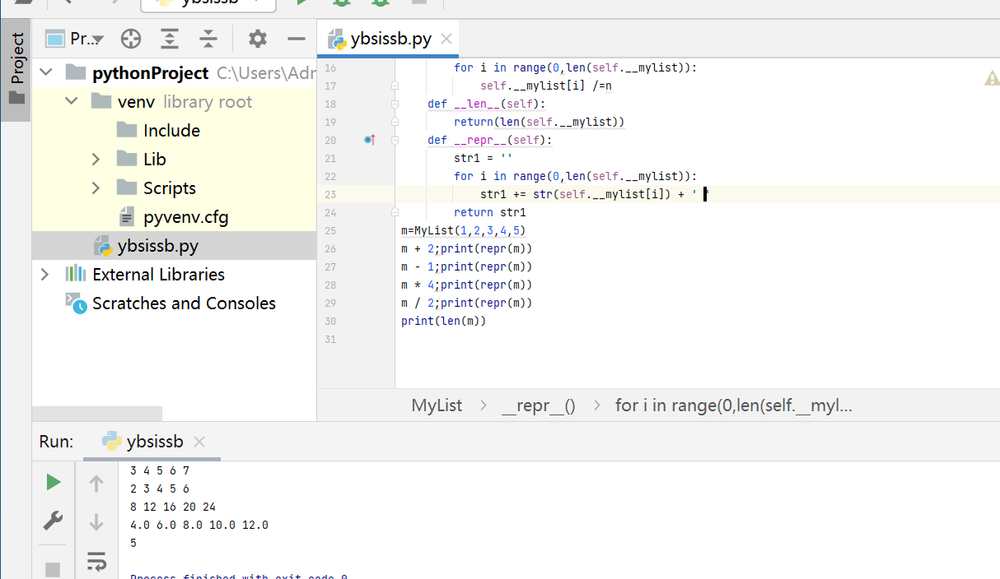 ybsissb
Project
Pr...
ybsissb.py
pythonProject C:\Users\Adr
venv library root
Include
Lib
Scripts
pyvenv.cfg
ybsissb.py
External Libraries
Scratches and Consoles
16 for i in range(0,len(self.__mylist)):
17 self.__mylist[i] /=n
18 def __len__(self):
19 return(len(self.__mylist))
20 def __repr__(self):
21 str1 = ''
22 for i in range(0,len(self.__mylist)):
23 str1 += str(self.__mylist[i]) + ' '
24 return str1
25 m=MyList(1,2,3,4,5)
26 m + 2;print(repr(m))
27 m - 1;print(repr(m))
28 m * 4;print(repr(m))
29 m / 2;print(repr(m))
30 print(len(m))
31
MyList > __repr__() > for i in range(0,len(self.__myl...
Run: ybsissb
3 4 5 6 7
2 3 4 5 6
8 12 16 20 24
4.0 6.0 8.0 10.0 12.0
5
Process finished with exit code 0